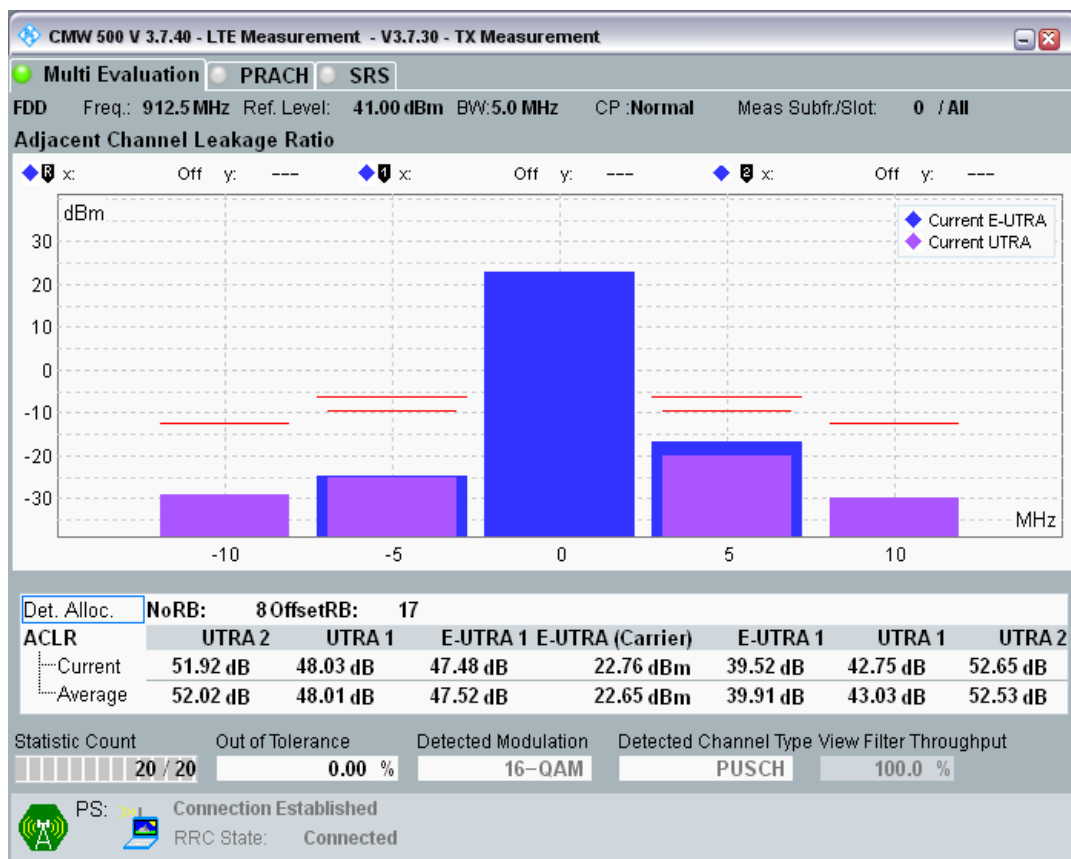 CMW 500 V 3.7.40 - LTE Measurement - V3.7.30 - TX Measurement
Multi Evaluation PRACH SRS
FDD Freq.: 912.5 MHz Ref. Level: 41.00 dBm BW:5.0 MHz CP :Normal Meas Subfr./Slot: 0 / All
Adjacent Channel Leakage Ratio
R x: Off y: --- 1 x: Off y: --- 2 x: Off y: ---
dBm
Current E-UTRA
Current UTRA
30
20
10
0
-10
-20
-30
MHz
-10 -5 0 5 10
Det. Alloc. NoRB: 8 OffsetRB: 17
ACLR UTRA 2 UTRA 1 E-UTRA 1 E-UTRA (Carrier) E-UTRA 1 UTRA 1 UTRA 2
Current 51.92 dB 48.03 dB 47.48 dB 22.76 dBm 39.52 dB 42.75 dB 52.65 dB
Average 52.02 dB 48.01 dB 47.52 dB 22.65 dBm 39.91 dB 43.03 dB 52.53 dB
Statistic Count Out of Tolerance Detected Modulation Detected Channel Type View Filter Throughput
20 / 20 0.00 % 16-QAM PUSCH 100.0 %
PS: Connection Established
RRC State: Connected